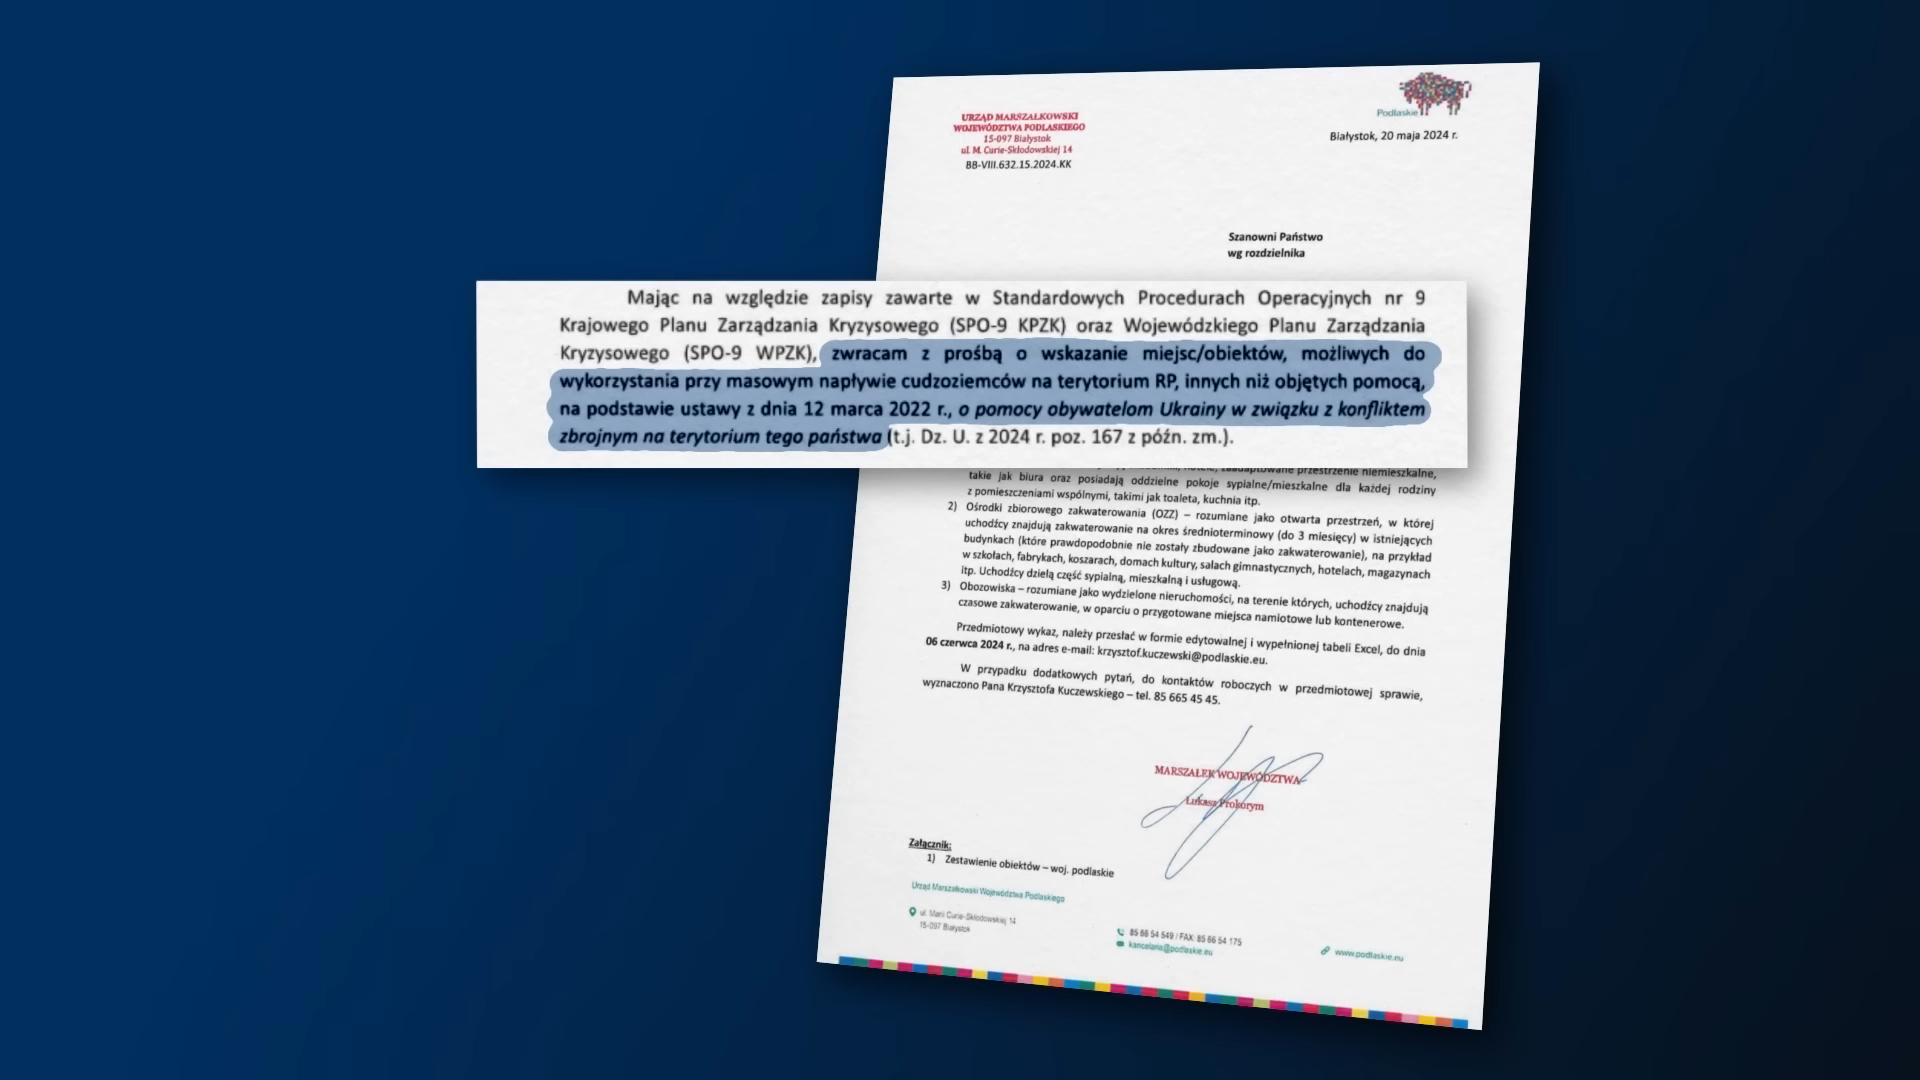 Podlaskie
URZĄD MARSZAŁKOWSKI
WOJEWÓDZTWA PODLASKIEGO
15-097 Białystok
ul. M. Curie-Skłodowskiej 14
BB-VIII.632.15.2024.KK
Białystok, 20 maja 2024 r.
Szanowni Państwo
wg rozdzielnika
Mając na względzie zapisy zawarte w Standardowych Procedurach Operacyjnych nr 9
Krajowego Planu Zarządzania Kryzysowego (SPO-9 KPZK) oraz Wojewódzkiego Planu Zarządzania
Kryzysowego (SPO-9 WPZK), zwracam z prośbą o wskazanie miejsc/obiektów, możliwych do
wykorzystania przy masowym napływie cudzoziemców na terytorium RP, innych niż objętych pomocą,
na podstawie ustawy z dnia 12 marca 2022 r., o pomocy obywatelom Ukrainy w związku z konfliktem
zbrojnym na terytorium tego państwa (t.j. Dz. U. z 2024 r. poz. 167 z późn. zm.).
zaadaptowane przestrzenie niemieszkalne,
takie jak biura oraz posiadają oddzielne pokoje sypialne/mieszkalne dla każdej rodziny
z pomieszczeniami wspólnymi, takimi jak toaleta, kuchnia itp.
2) Ośrodki zbiorowego zakwaterowania (OZZ) – rozumiane jako otwarta przestrzeń, w której
uchodźcy znajdują zakwaterowanie na okres średnioterminowy (do 3 miesięcy) w istniejących
budynkach (które prawdopodobnie nie zostały zbudowane jako zakwaterowanie), na przykład
w szkołach, fabrykach, koszarach, domach kultury, salach gimnastycznych, hotelach, magazynach
itp. Uchodźcy dzielą część sypialną, mieszkalną i usługową.
3) Obozowiska – rozumiane jako wydzielone nieruchomości, na terenie których, uchodźcy znajdują
czasowe zakwaterowanie, w oparciu o przygotowane miejsca namiotowe lub kontenerowe.
Przedmiotowy wykaz, należy przesłać w formie edytowalnej i wypełnionej tabeli Excel, do dnia
06 czerwca 2024 r., na adres e-mail: krzysztof.kuczewski@podlaskie.eu.
W przypadku dodatkowych pytań, do kontaktów roboczych w przedmiotowej sprawie,
wyznaczono Pana Krzysztofa Kuczewskiego – tel. 85 665 45 45.
MARSZAŁEK WOJEWÓDZTWA
Łukasz Prokorym
Załącznik:
1) Zestawienie obiektów – woj. podlaskie
Urząd Marszałkowski Województwa Podlaskiego
ul. Marii Curie-Skłodowskiej 14
15-097 Białystok
85 66 54 549 / FAX: 85 66 54 175
kancelaria@podlaskie.eu
www.podlaskie.eu